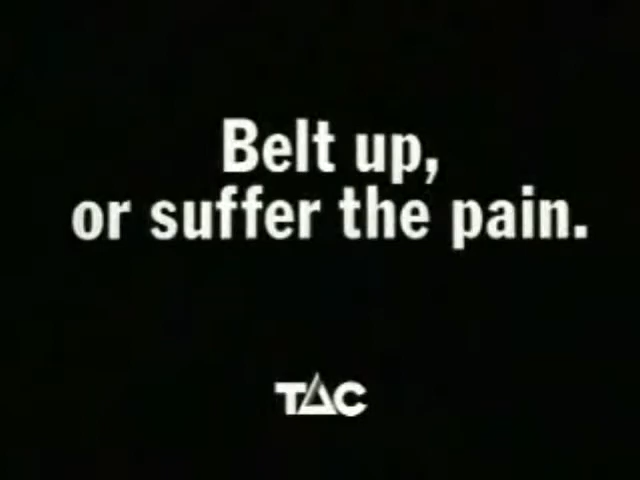 Belt up,
or suffer the pain.
TAC